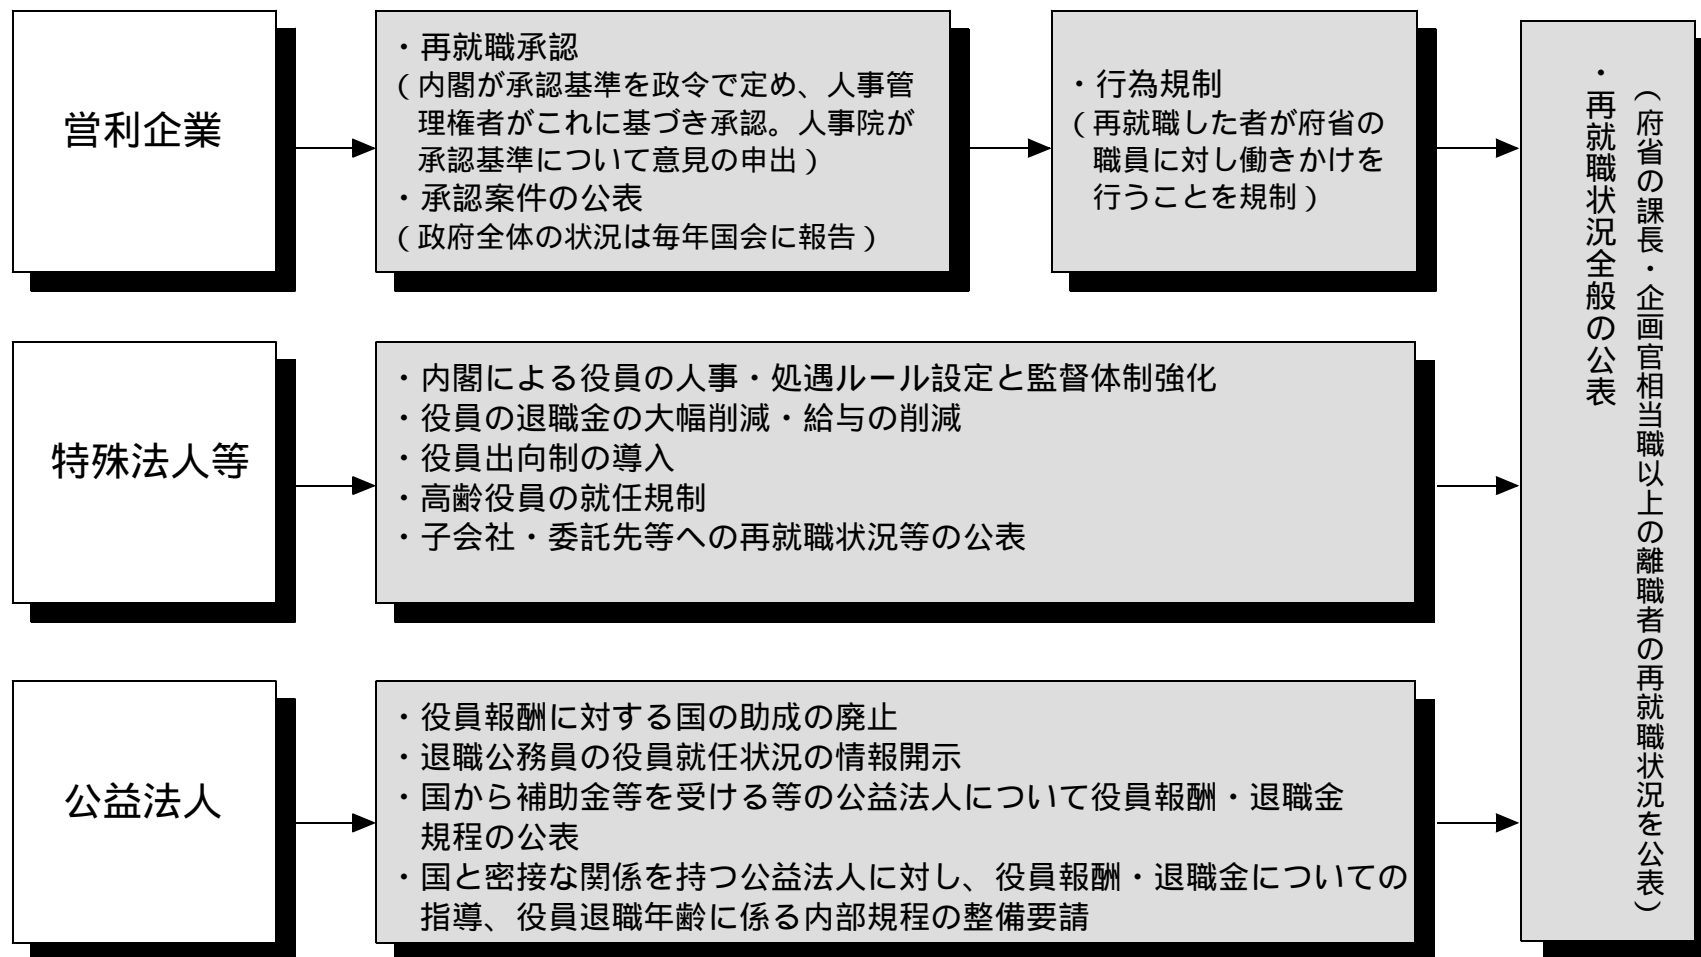 営利企業
・再就職承認
（内閣が承認基準を政令で定め、人事管
理権者がこれに基づき承認。人事院が
承認基準について意見の申出）
・承認案件の公表
（政府全体の状況は毎年国会に報告）
・行為規制
（再就職した者が府省の
職員に対し働きかけを
行うことを規制）
特殊法人等
・内閣による役員の人事・処遇ルール設定と監督体制強化
・役員の退職金の大幅削減・給与の削減
・役員出向制の導入
・高齢役員の就任規制
・子会社・委託先等への再就職状況等の公表
公益法人
・役員報酬に対する国の助成の廃止
・退職公務員の役員就任状況の情報開示
・国から補助金等を受ける等の公益法人について役員報酬・退職金
規程の公表
・国と密接な関係を持つ公益法人に対し、役員報酬・退職金についての
指導、役員退職年齢に係る内部規程の整備要請
・再就職状況全般の公表
（府省の課長・企画官相当職以上の離職者の再就職状況を公表）